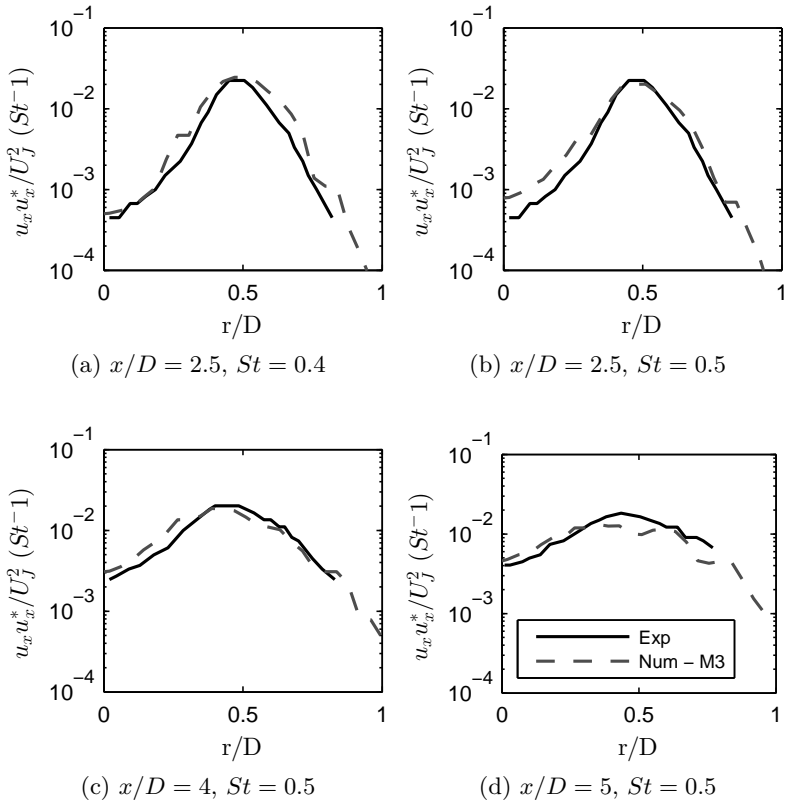 10^−1
10^−2
10^−3
10^−4
u_x u_x^*/U_J^2 (St^−1)
0
0.5
1
r/D
(a) x/D = 2.5, St = 0.4
10^−1
10^−2
10^−3
10^−4
u_x u_x^*/U_J^2 (St^−1)
0
0.5
1
r/D
(b) x/D = 2.5, St = 0.5
10^−1
10^−2
10^−3
10^−4
u_x u_x^*/U_J^2 (St^−1)
0
0.5
1
r/D
(c) x/D = 4, St = 0.5
10^−1
10^−2
10^−3
10^−4
u_x u_x^*/U_J^2 (St^−1)
Exp
Num − M3
0
0.5
1
r/D
(d) x/D = 5, St = 0.5